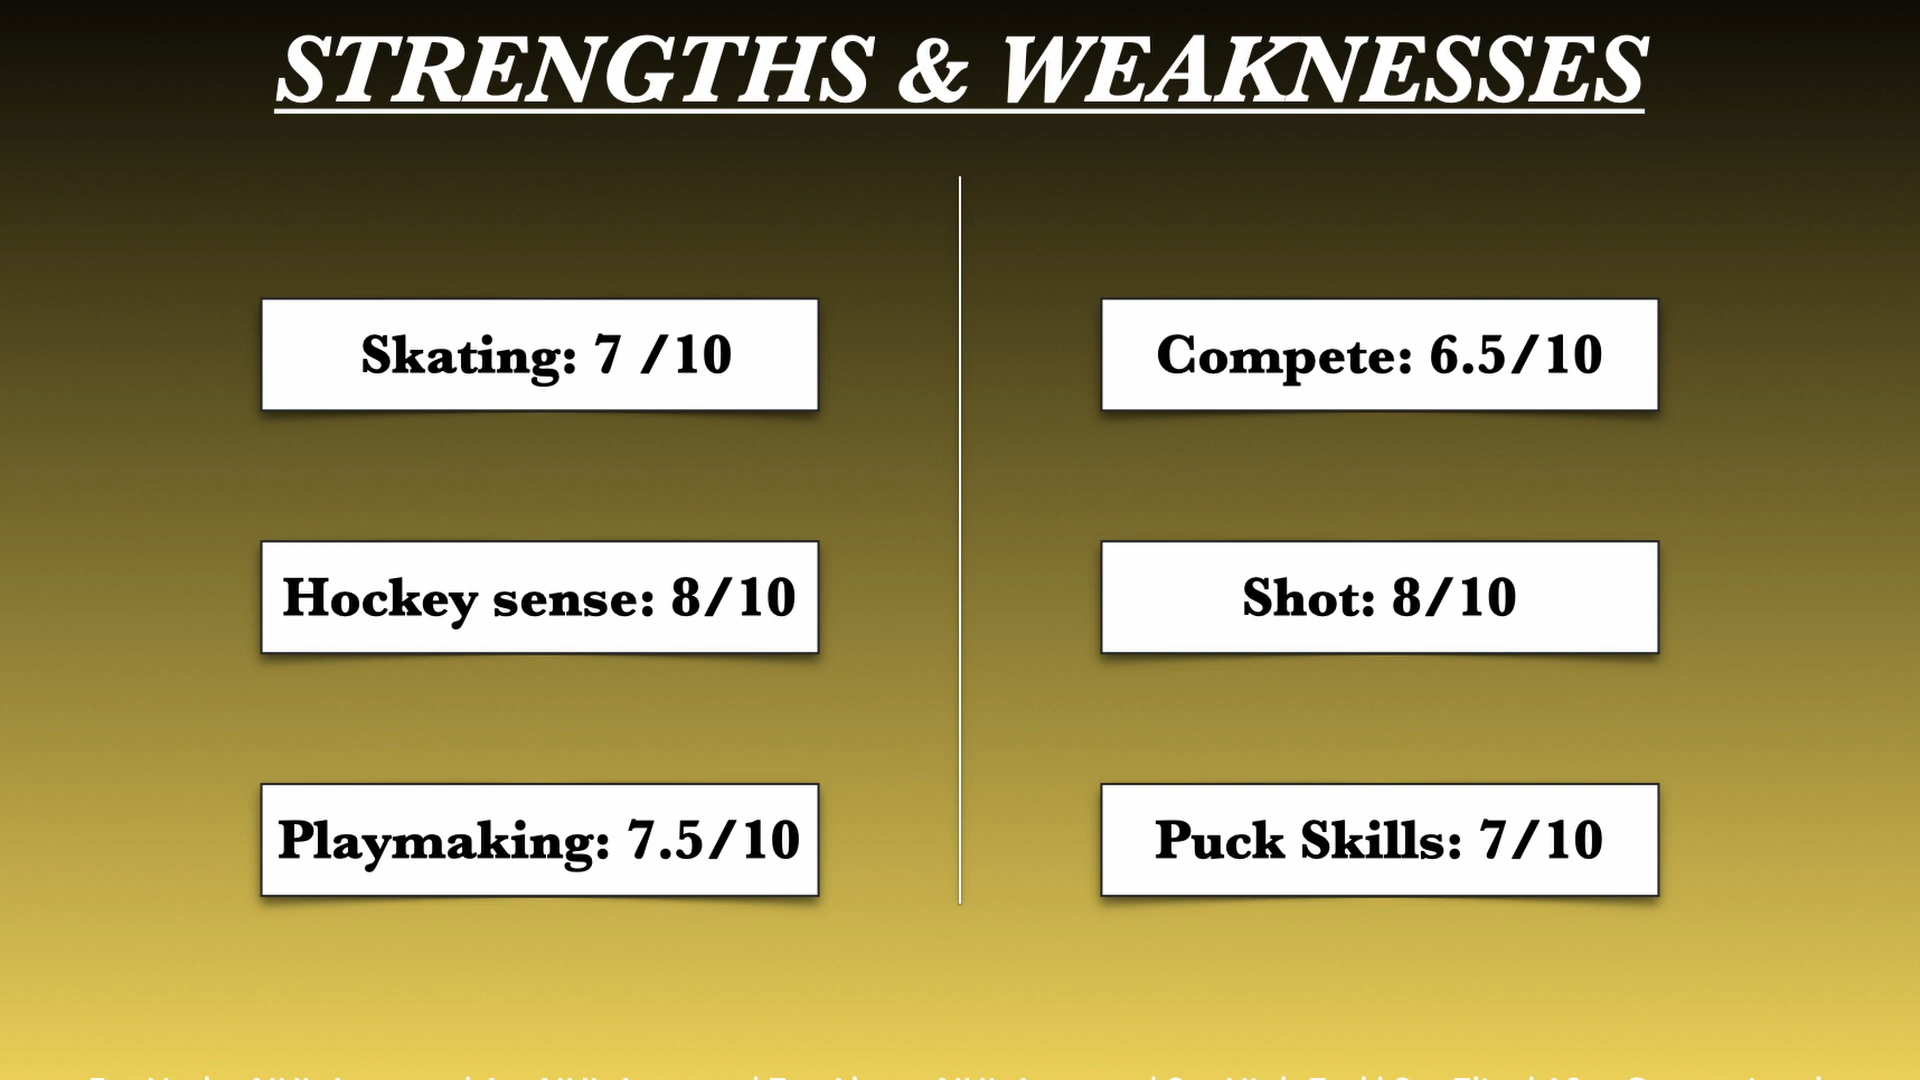 STRENGTHS & WEAKNESSES
Skating: 7 /10
Hockey sense: 8/10
Playmaking: 7.5/10
Compete: 6.5/10
Shot: 8/10
Puck Skills: 7/10